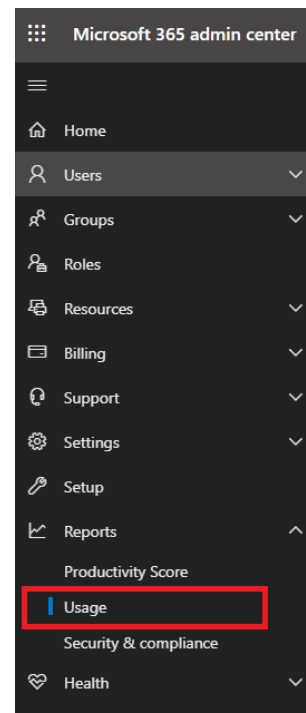 Microsoft 365 admin center
Home
Users
Groups
Roles
Resources
Billing
Support
Settings
Setup
Reports
Productivity Score
Usage
Security & compliance
Health